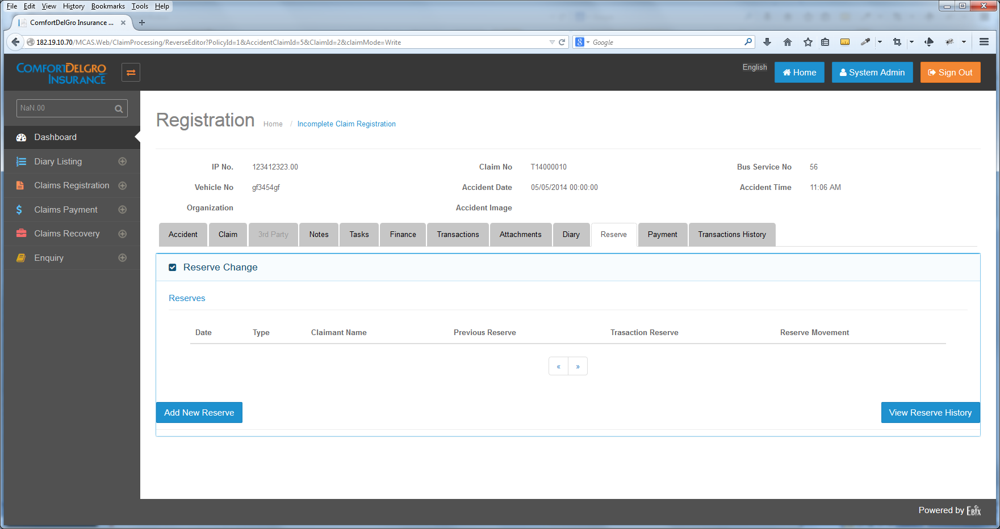 File Edit View History Bookmarks Tools Help
ComfortDelGro Insurance ...
182.19.10.70/MCAS.Web/ClaimProcessing/ReverseEditor?PolicyId=1&AccidentClaimId=5&ClaimId=2&claimMode=Write
8 Google
COMFORTDELGRO
INSURANCE
English
Home
System Admin
Sign Out
NaN.00
Dashboard
Diary Listing
Claims Registration
Claims Payment
Claims Recovery
Enquiry
Registration Home / Incomplete Claim Registration
IP No. 123412323.00 Claim No T14000010 Bus Service No 56
Vehicle No gf3454gf Accident Date 05/05/2014 00:00:00 Accident Time 11:06 AM
Organization Accident Image
Accident Claim 3rd Party Notes Tasks Finance Transactions Attachments Diary Reserve Payment Transactions History
Reserve Change
Reserves
Date Type Claimant Name Previous Reserve Trasaction Reserve Reserve Movement
« »
Add New Reserve View Reserve History
Powered by EBIX